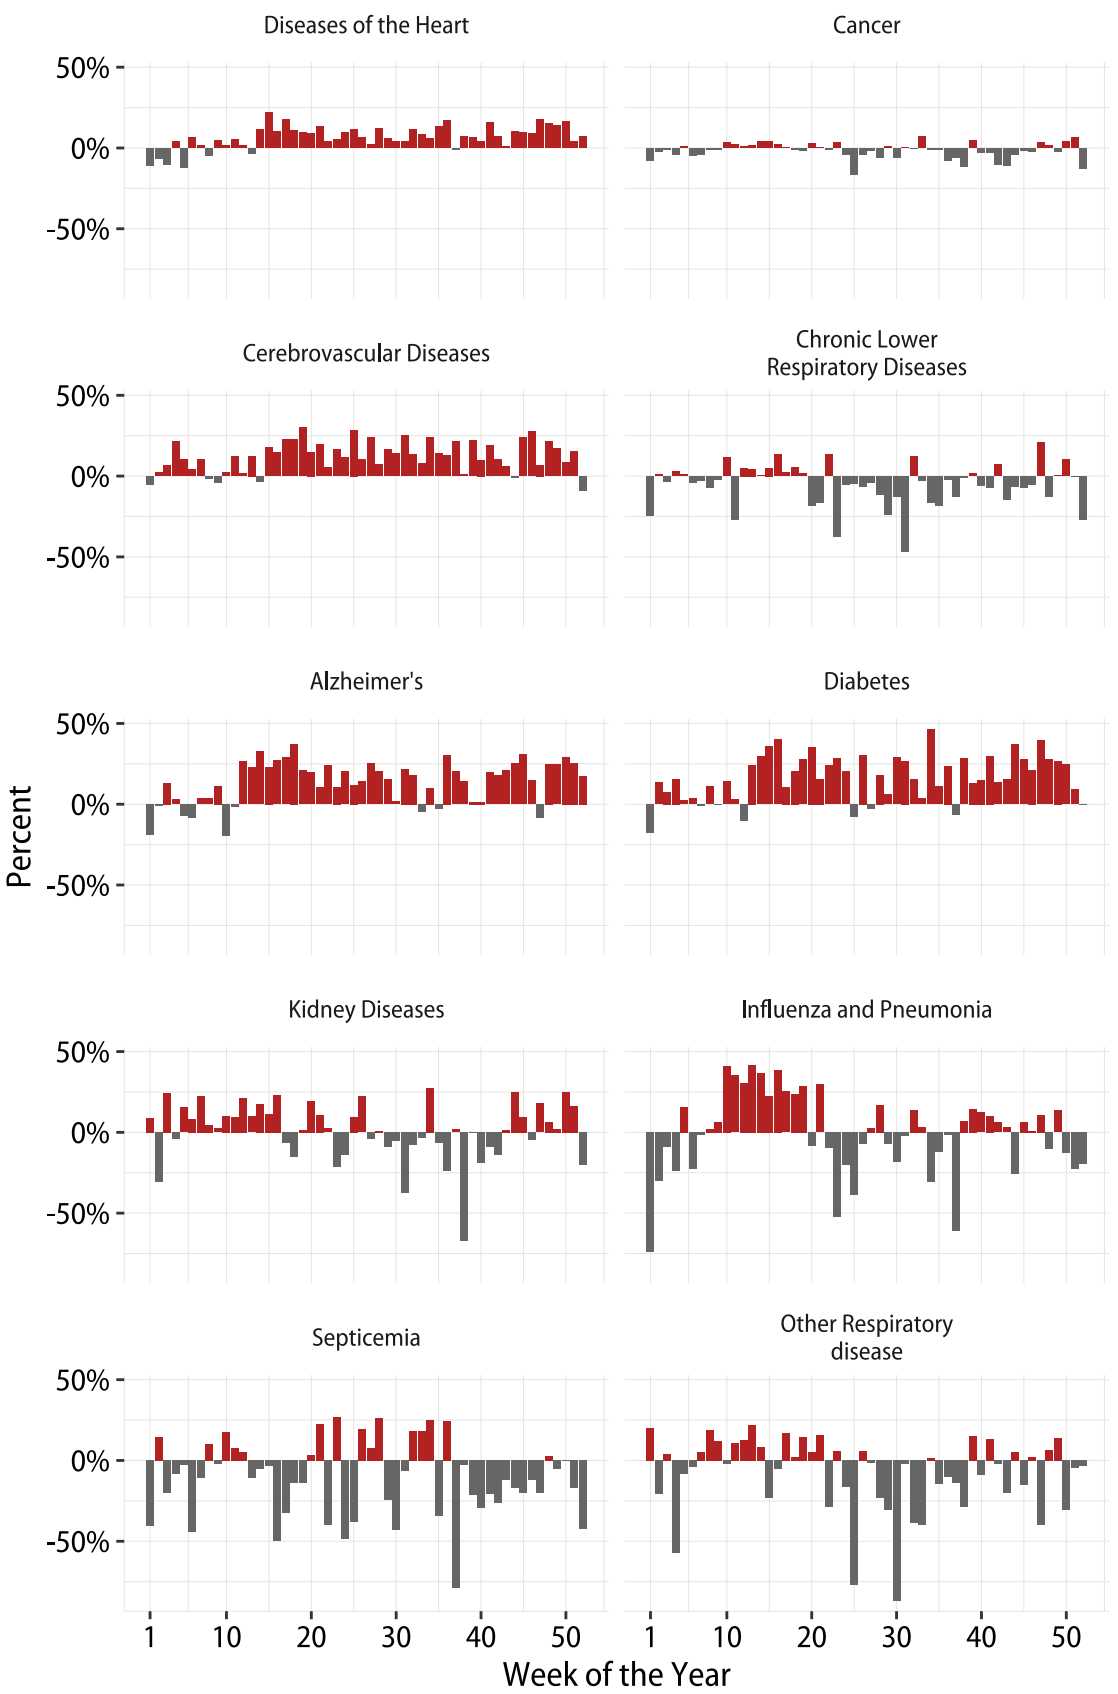 Diseases of the Heart
Cancer
50%
0%
-50%
Cerebrovascular Diseases
Chronic Lower
Respiratory Diseases
50%
0%
-50%
Alzheimer's
Diabetes
50%
0%
-50%
Percent
Kidney Diseases
Influenza and Pneumonia
50%
0%
-50%
Septicemia
Other Respiratory
disease
50%
0%
-50%
1 10 20 30 40 50
1 10 20 30 40 50
Week of the Year